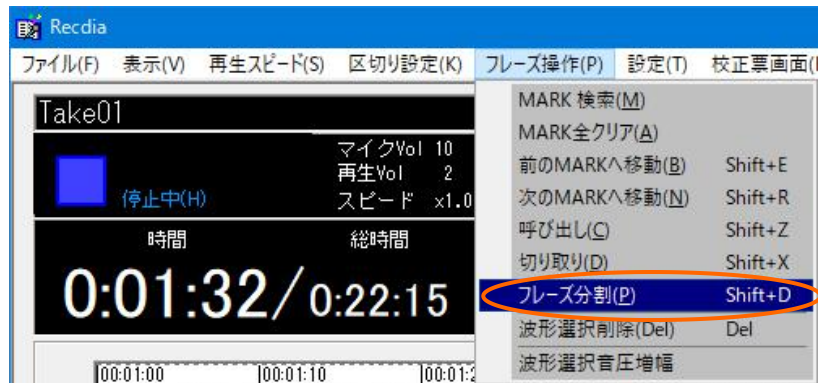 Recdia
ファイル(F) 表示(V) 再生スピード(S) 区切り設定(K) フレーズ操作(P) 設定(T) 校正票画面(
Take01
マイクVol 10
再生Vol 2
停止中(H)
スピード x1.0
時間 総時間
0:01:32/0:22:15
00:01:00 00:01:10 00:01:2
MARK 検索(M)
MARK全クリア(A)
前のMARKへ移動(B) Shift+E
次のMARKへ移動(N) Shift+R
呼び出し(C) Shift+Z
切り取り(D) Shift+X
フレーズ分割(P) Shift+D
波形選択削除(Del) Del
波形選択音圧増幅